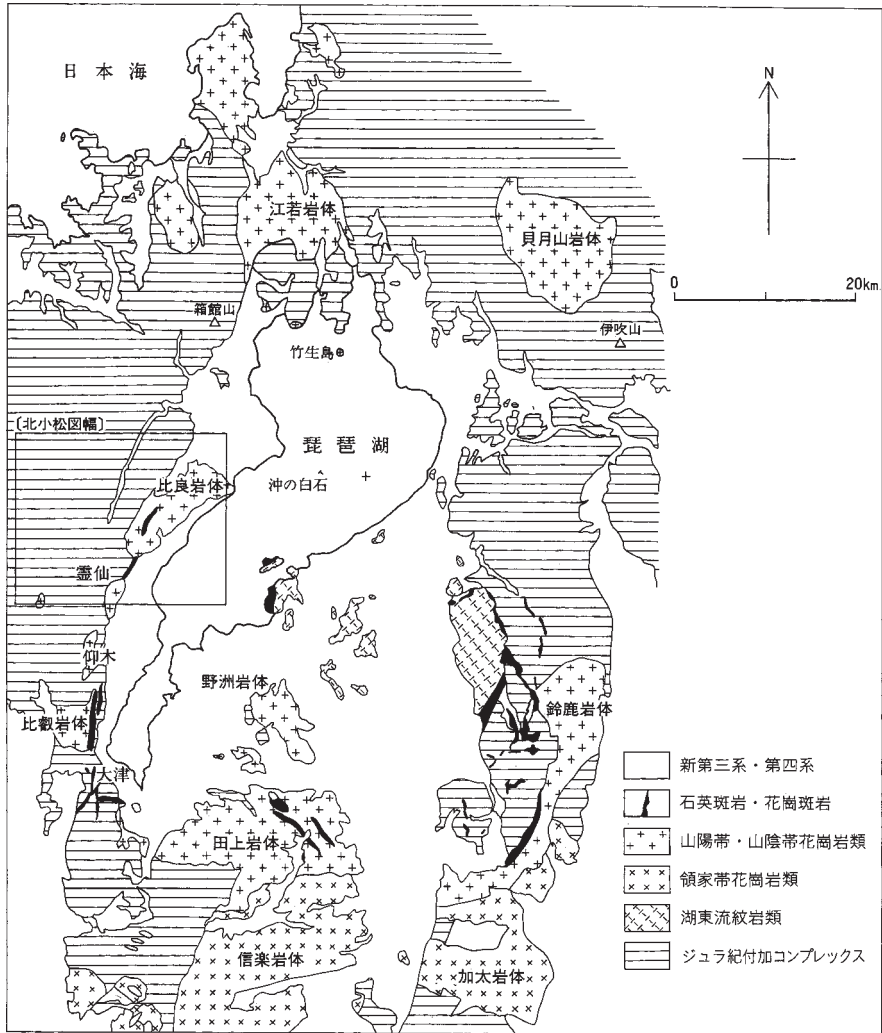 日本海
N
江若岩体
貝月山岩体
0 20km.
箱館山
伊吹山
竹生島
〔北小松図幅〕
琵琶湖
比良岩体
沖の白石
霊仙
仰木
野洲岩体
比叡岩体
鈴鹿岩体
大津
田上岩体
信楽岩体
加太岩体
新第三系・第四系
石英斑岩・花崗斑岩
山陽帯・山陰帯花崗岩類
領家帯花崗岩類
湖東流紋岩類
ジュラ紀付加コンプレックス